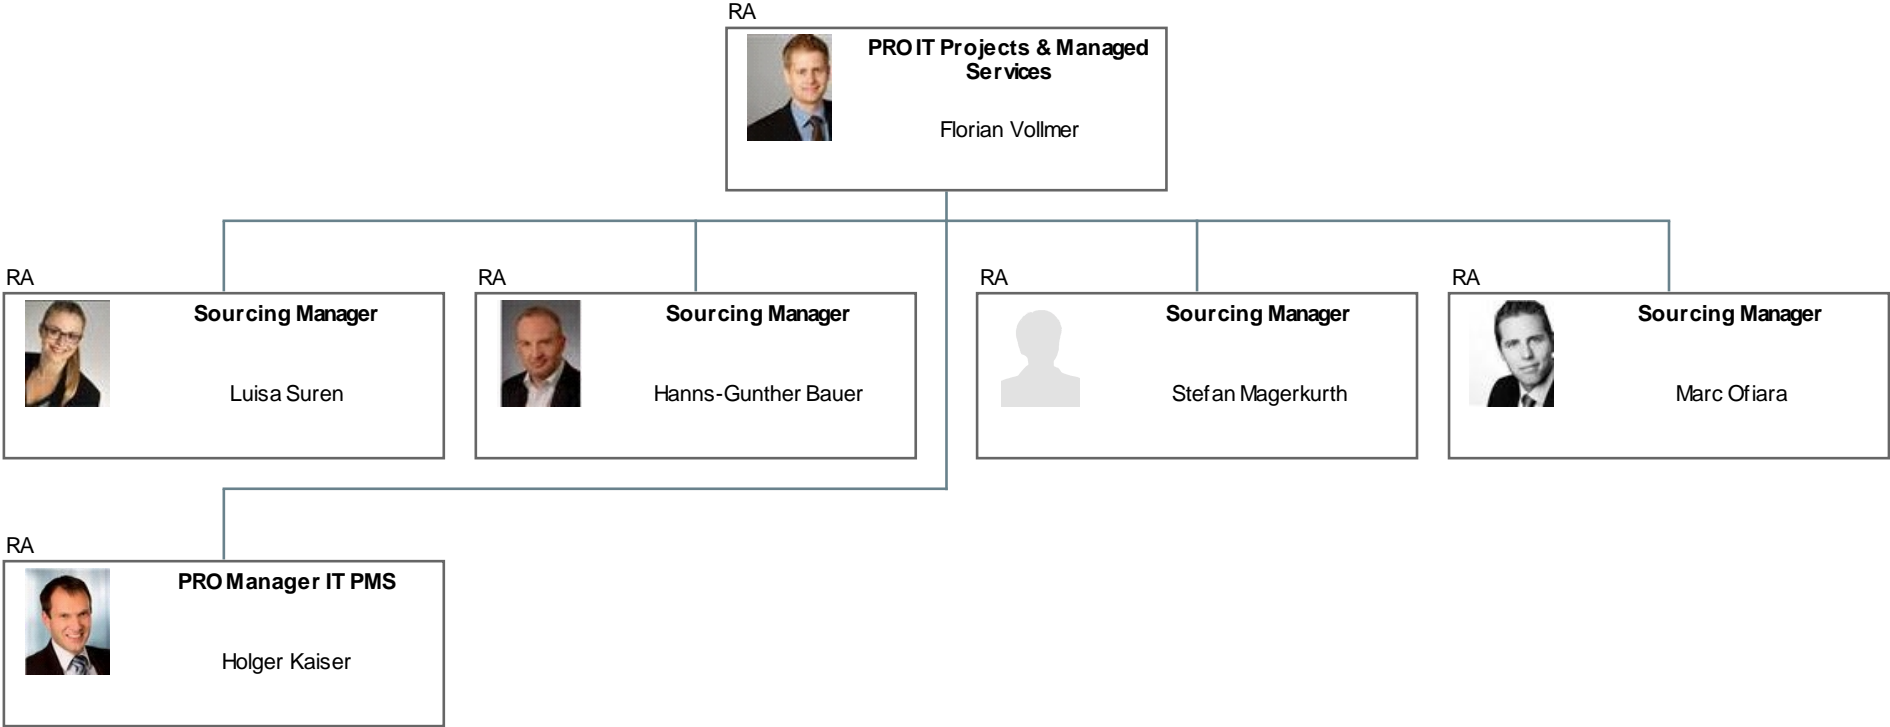 RA
PRO IT Projects & Managed
Services
Florian Vollmer
RA
Sourcing Manager
Luisa Suren
RA
Sourcing Manager
Hanns-Gunther Bauer
RA
Sourcing Manager
Stefan Magerkurth
RA
Sourcing Manager
Marc Ofiara
RA
PRO Manager IT PMS
Holger Kaiser